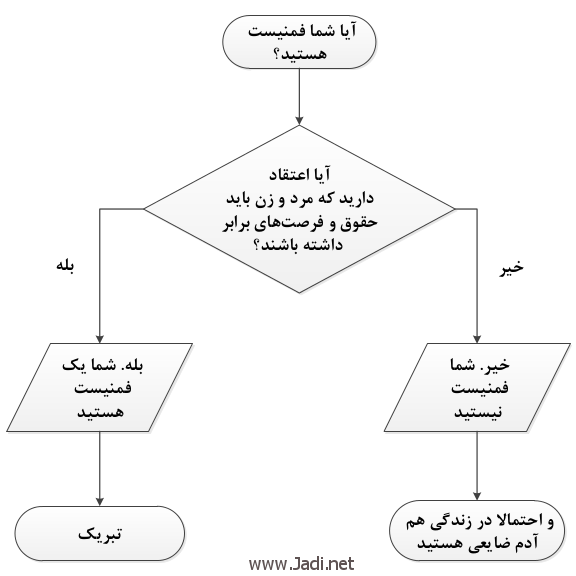 آیا شما فمنیست
هستید؟
آیا اعتقاد
دارید که مرد و زن باید
حقوق و فرصت‌های برابر
داشته باشند؟
خیر
بله
خیر. شما
فمنیست
نیستید
بله. شما یک
فمنیست
هستید
و احتمالا در زندگی هم
آدم ضایعی هستید
تبریک
www.Jadi.net